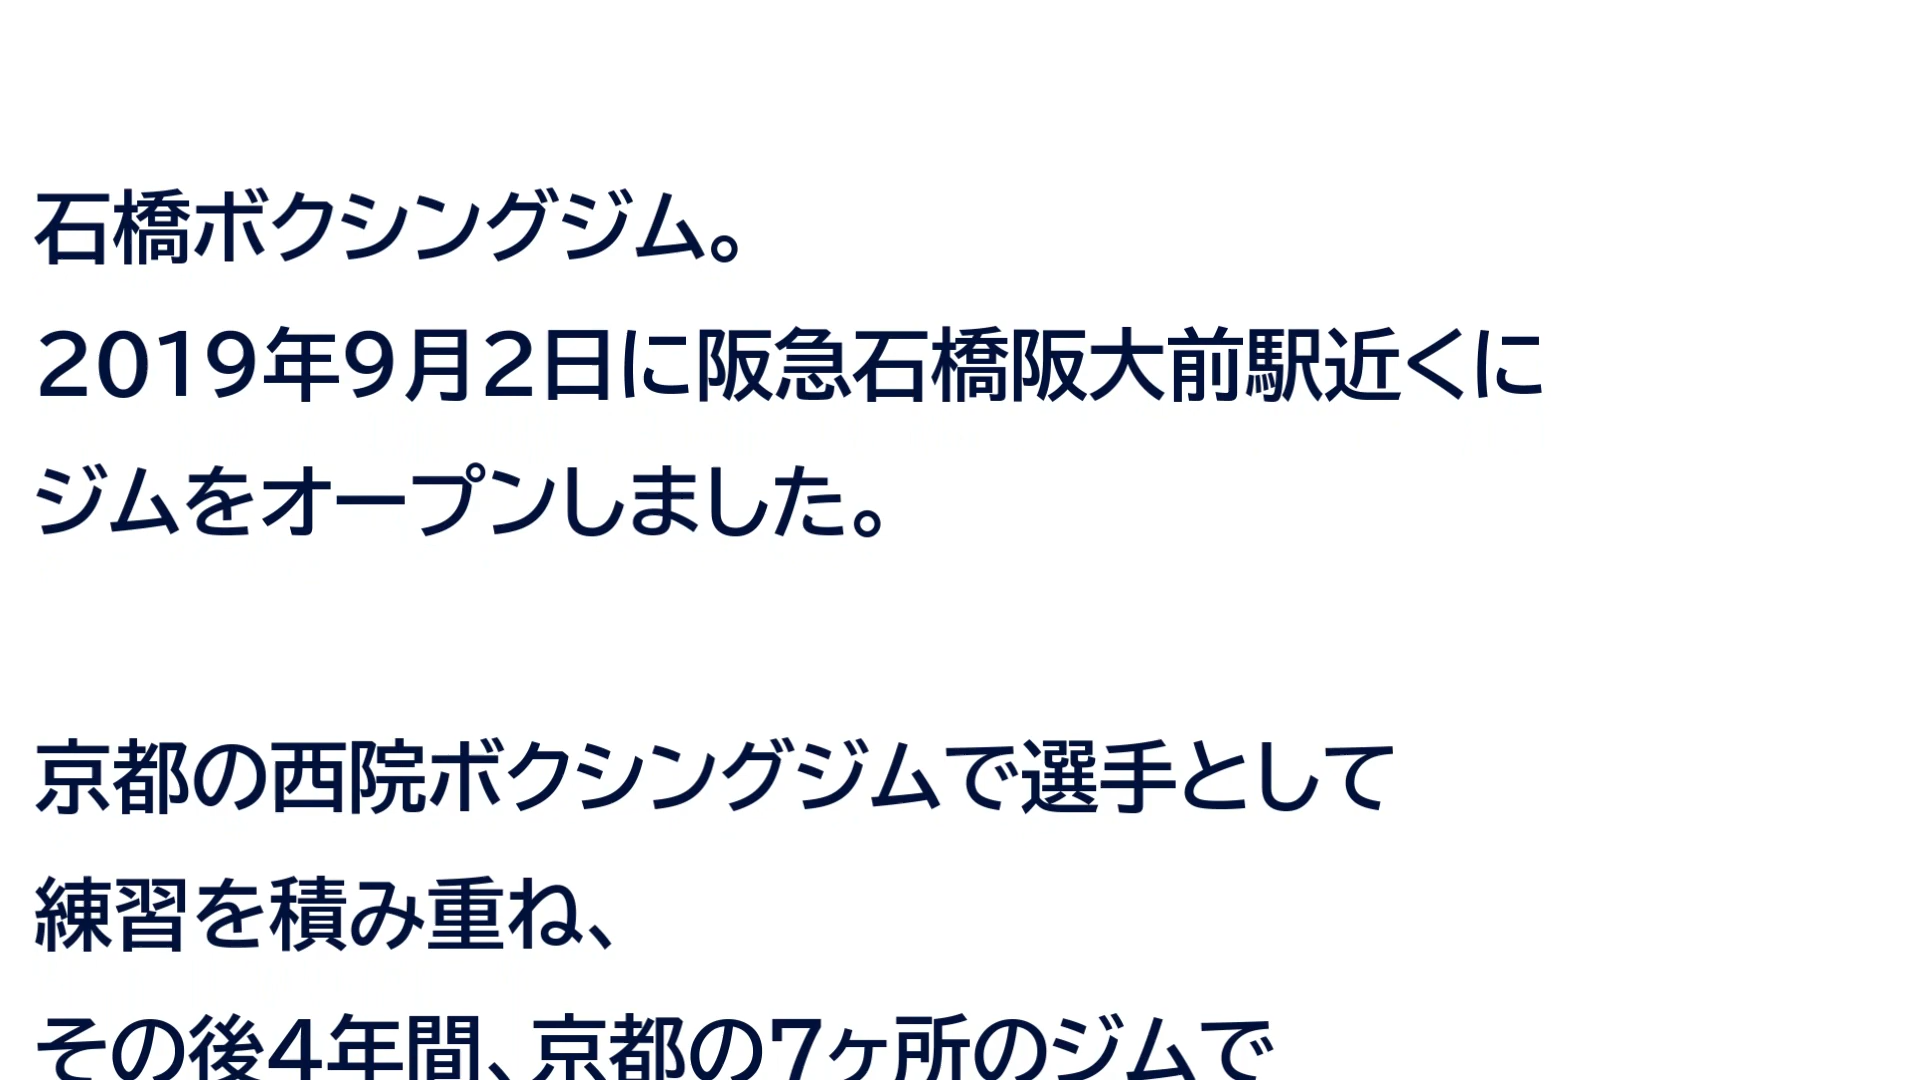 石橋ボクシングジム。
2019年9月2日に阪急石橋阪大前駅近くに
ジムをオープンしました。
京都の西院ボクシングジムで選手として
練習を積み重ね、
その後4年間、京都の7ヶ所のジムで